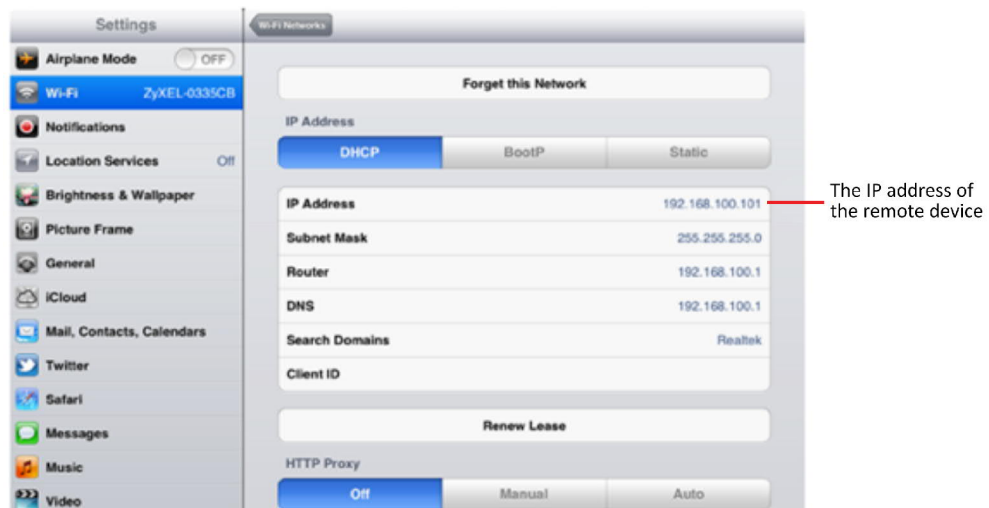 Settings
Airplane Mode OFF
Wi-Fi ZyXEL-0335CB
Notifications
Location Services Off
Brightness & Wallpaper
Picture Frame
General
iCloud
Mail, Contacts, Calendars
Twitter
Safari
Messages
Music
Video
Wi-Fi Networks
Forget this Network
IP Address
DHCP BootP Static
IP Address 192.168.100.101
Subnet Mask 255.255.255.0
Router 192.168.100.1
DNS 192.168.100.1
Search Domains Realtek
Client ID
Renew Lease
HTTP Proxy
Off Manual Auto
The IP address of
the remote device